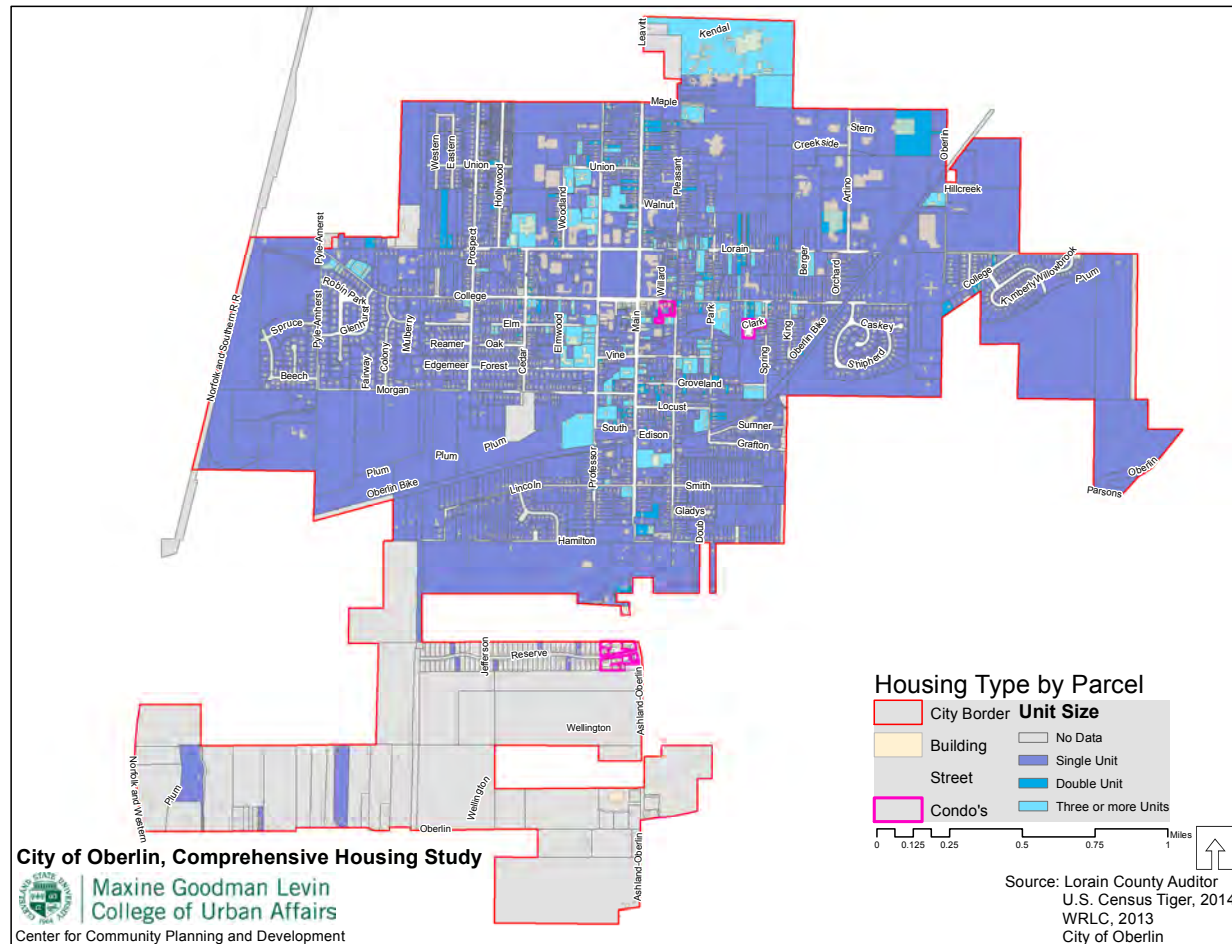 Leavitt
Kendal
Maple
Stern
Oberlin
Creekside
Western
Eastern
Union
Hollywood
Woodland
Union
Pleasant
Walnut
Artino
Hillcreek
Pyle-Amerst
Prospect
Lorain
Berger
Orchard
Willard
College
Kimberly
Willowbrook
Plum
Robin Park
College
Park
Clark
Caskey
Spruce
Pyle-Amherst
Glenhurst
Mulberry
Elm
Elmwood
Main
King
Oberlin Bike
Reamer
Oak
Cedar
Vine
Spring
Shipherd
Norfolk and Southern R.R
Beech
Fairway
Colony
Edgemeer
Forest
Groveland
Morgan
Locust
South
Edison
Sumner
Grafton
Plum
Plum
Plum
Professor
Oberlin
Parsons
Oberlin Bike
Lincoln
Smith
Gladys
Doub
Hamilton
Jefferson
Reserve
Ashland-Oberlin
Wellington
Norfolk and Western
Plum
Wellington
Oberlin
Ashland-Oberlin
Housing Type by Parcel
City Border
Building
Street
Condo's
Unit Size
No Data
Single Unit
Double Unit
Three or more Units
Miles
0 0.125 0.25 0.5 0.75 1
City of Oberlin, Comprehensive Housing Study
Maxine Goodman Levin
College of Urban Affairs
Center for Community Planning and Development
Source: Lorain County Auditor
U.S. Census Tiger, 2014
WRLC, 2013
City of Oberlin